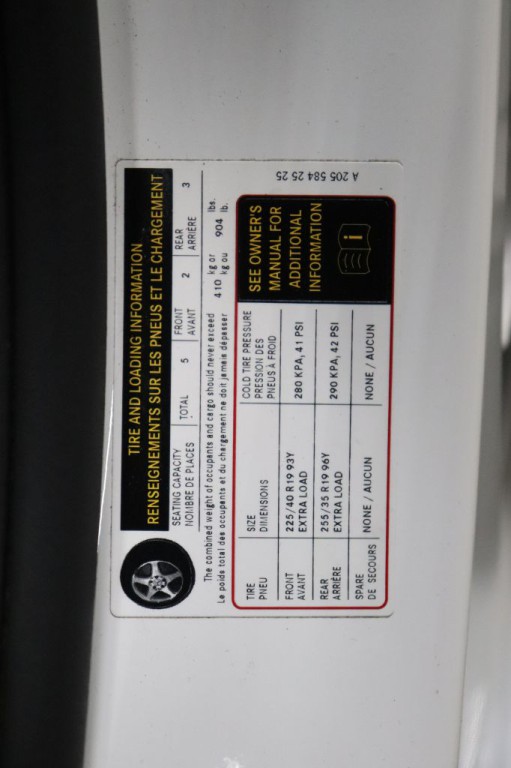 TIRE AND LOADING INFORMATION
RENSEIGNEMENTS SUR LES PNEUS ET LE CHARGEMENT
SEATING CAPACITY
NOMBRE DE PLACES
TOTAL 5
FRONT
AVANT
2
REAR
ARRIÈRE
3
The combined weight of occupants and cargo should never exceed 410 kg or 904 lbs.
Le poids total des occupants et du chargement ne doit jamais dépasser 410 kg ou 904 lb.
TIRE
PNEU
SIZE
DIMENSIONS
COLD TIRE PRESSURE
PRESSION DES
PNEUS À FROID
FRONT
AVANT
225/40 R19 93Y
EXTRA LOAD
280 KPA, 41 PSI
REAR
ARRIÈRE
255/35 R19 96Y
EXTRA LOAD
290 KPA, 42 PSI
SPARE
DE SECOURS
NONE / AUCUN
NONE / AUCUN
SEE OWNER'S
MANUAL FOR
ADDITIONAL
INFORMATION
i
A 205 584 25 25